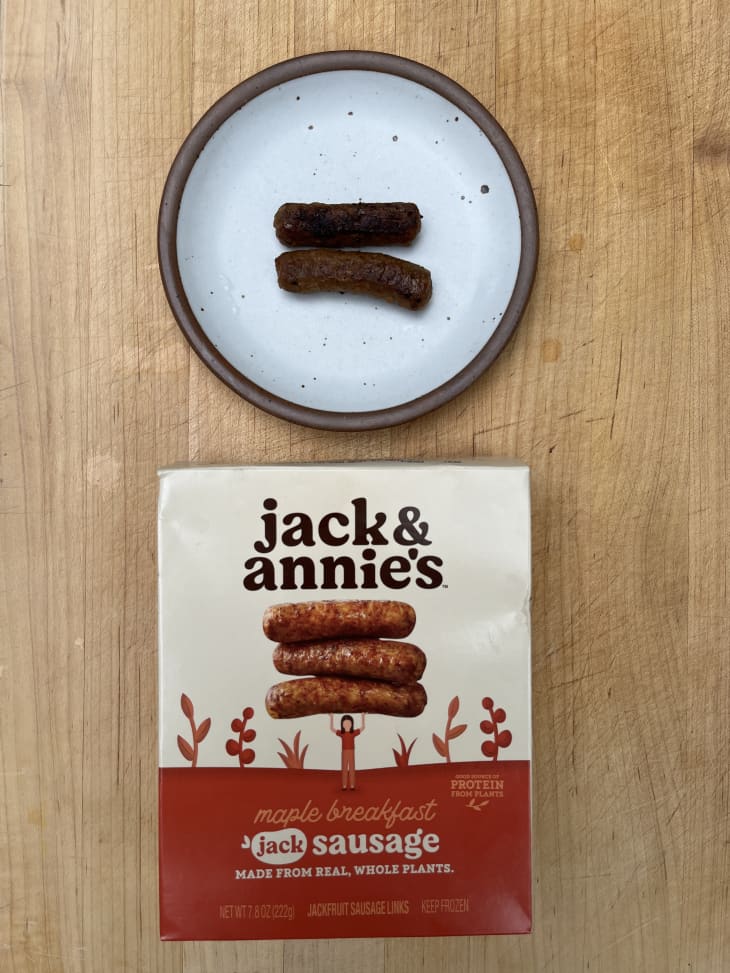 jack&
annie's™
GOOD SOURCE OF
PROTEIN
FROM PLANTS
maple breakfast
jack sausage
MADE FROM REAL, WHOLE PLANTS.
NET WT 7.8 OZ (222g) JACKFRUIT SAUSAGE LINKS KEEP FROZEN